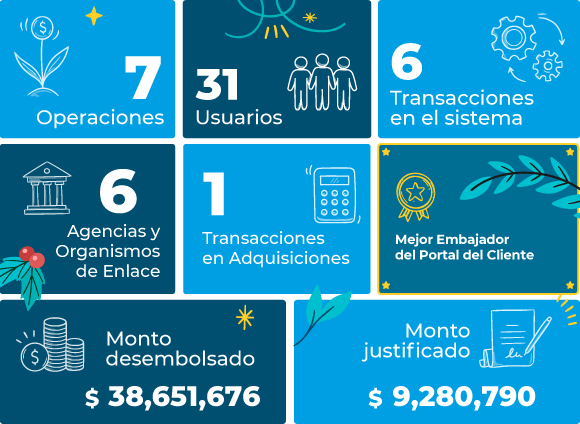 7
Operaciones
31
Usuarios
6
Transacciones
en el sistema
6
Agencias y
Organismos
de Enlace
1
Transacciones
en Adquisiciones
Mejor Embajador
del Portal del Cliente
Monto
desembolsado
$ 38,651,676
Monto
justificado
$ 9,280,790